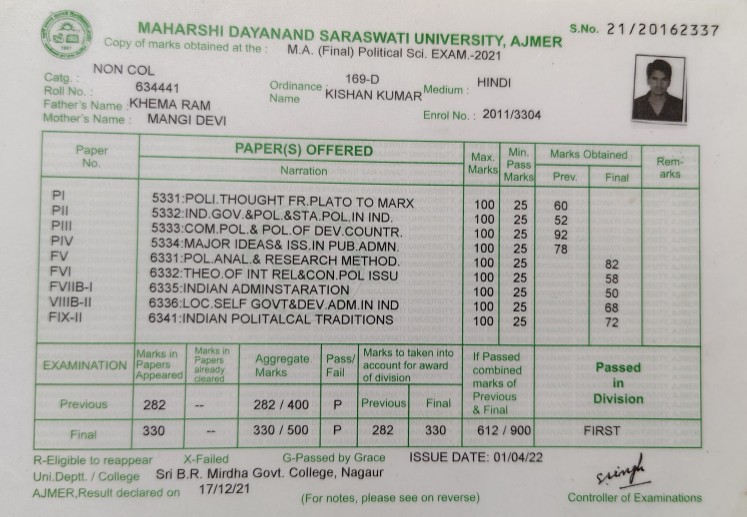 MAHARSHI DAYANAND SARASWATI UNIVERSITY, AJMER
S.No. 21/20162337
Copy of marks obtained at the : M.A. (Final) Political Sci. EXAM.-2021
Catg. : NON COL
Roll No. : 634441
Ordinance : 169-D
Medium : HINDI
Name KISHAN KUMAR
Father's Name : KHEMA RAM
Enrol No. : 2011/3304
Mother's Name : MANGI DEVI
Paper No. PAPER(S) OFFERED Max. Marks Min. Pass Marks Marks Obtained Remarks
Narration Prev. Final
PI 5331:POLI.THOUGHT FR.PLATO TO MARX 100 25 60
PII 5332:IND.GOV.&POL.&STA.POL.IN IND. 100 25 52
PIII 5333:COM.POL.& POL.OF DEV.COUNTR. 100 25 92
PIV 5334:MAJOR IDEAS& ISS.IN PUB.ADMN. 100 25 78
FV 6331:POL.ANAL.& RESEARCH METHOD. 100 25 82
FVI 6332:THEO.OF INT REL&CON.POL ISSU 100 25 58
FVIIB-I 6335:INDIAN ADMINSTARATION 100 25 50
VIIIB-II 6336:LOC.SELF GOVT&DEV.ADM.IN IND 100 25 68
FIX-II 6341:INDIAN POLITALCAL TRADITIONS 100 25 72
EXAMINATION Marks in Papers Appeared Marks in Papers already cleared Aggregate Marks Pass/ Fail Marks to taken into account for award of division If Passed combined marks of Previous & Final Passed in Division
Previous 282 -- 282 / 400 P Previous Final
Final 330 -- 330 / 500 P 282 330 612 / 900 FIRST
R-Eligible to reappear X-Failed G-Passed by Grace ISSUE DATE: 01/04/22
Uni.Deptt. / College Sri B.R. Mirdha Govt. College, Nagaur
AJMER,Result declared on 17/12/21
(For notes, please see on reverse)
Controller of Examinations